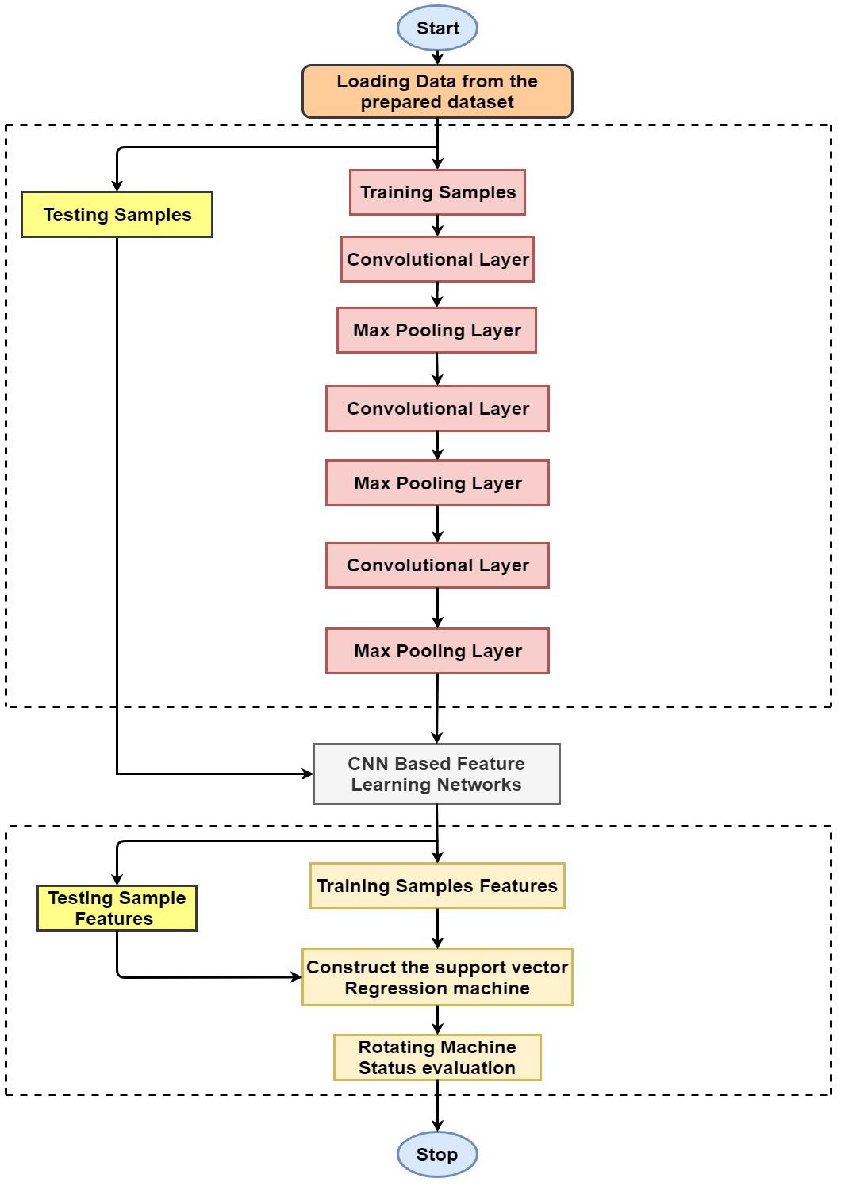 Start
Loading Data from the
prepared dataset
Training Samples
Testing Samples
Convolutional Layer
Max Pooling Layer
Convolutional Layer
Max Pooling Layer
Convolutional Layer
Max Pooling Layer
CNN Based Feature
Learning Networks
Training Samples Features
Testing Sample
Features
Construct the support vector
Regression machine
Rotating Machine
Status evaluation
Stop